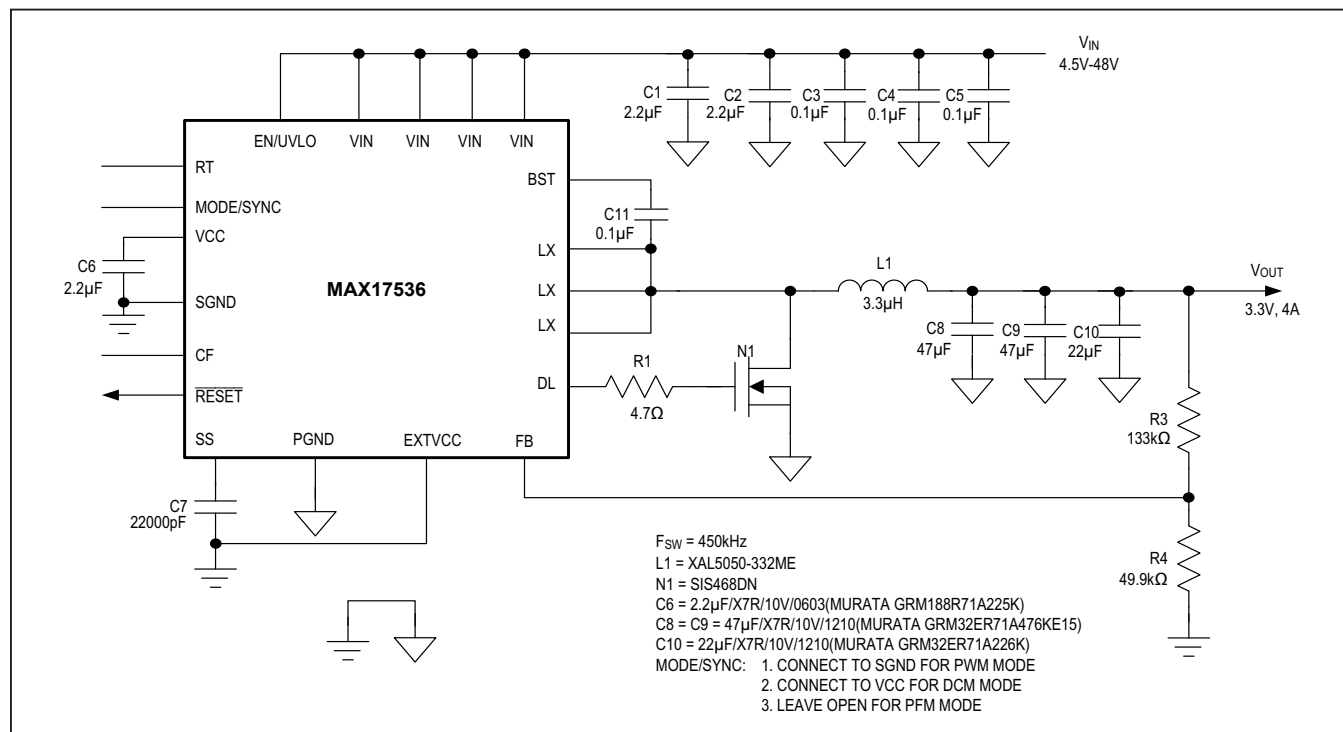 VIN
4.5V-48V
C1
2.2µF
C2
2.2µF
C3
0.1µF
C4
0.1µF
C5
0.1µF
EN/UVLO
VIN
VIN
VIN
VIN
RT
MODE/SYNC
VCC
C6
2.2µF
SGND
CF
RESET
SS
PGND
EXTVCC
FB
MAX17536
BST
C11
0.1µF
LX
LX
LX
DL
R1
4.7Ω
N1
L1
3.3µH
C8
47µF
C9
47µF
C10
22µF
VOUT
3.3V, 4A
R3
133kΩ
R4
49.9kΩ
C7
22000pF
FSW = 450kHz
L1 = XAL5050-332ME
N1 = SIS468DN
C6 = 2.2µF/X7R/10V/0603(MURATA GRM188R71A225K)
C8 = C9 = 47µF/X7R/10V/1210(MURATA GRM32ER71A476KE15)
C10 = 22µF/X7R/10V/1210(MURATA GRM32ER71A226K)
MODE/SYNC: 1. CONNECT TO SGND FOR PWM MODE
2. CONNECT TO VCC FOR DCM MODE
3. LEAVE OPEN FOR PFM MODE